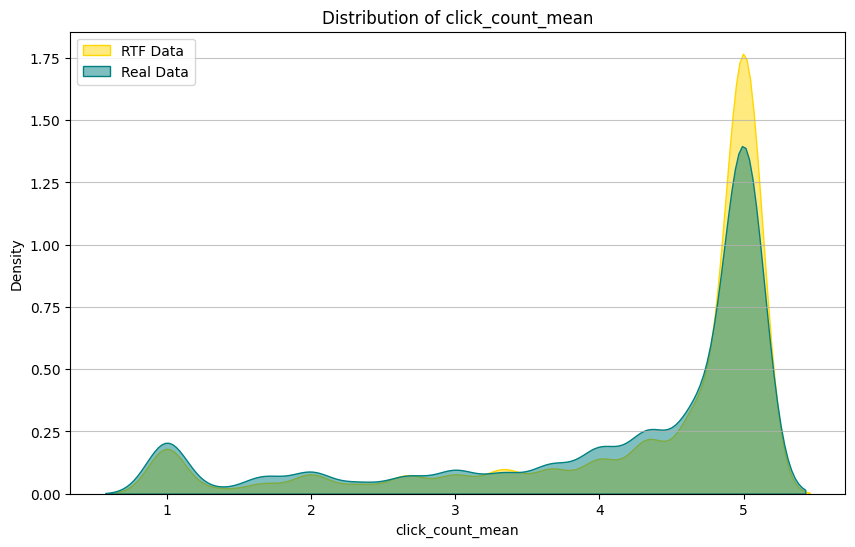 Distribution of click_count_mean
RTF Data
Real Data
1.75
1.50
1.25
1.00
0.75
0.50
0.25
0.00
Density
1
2
3
4
5
click_count_mean